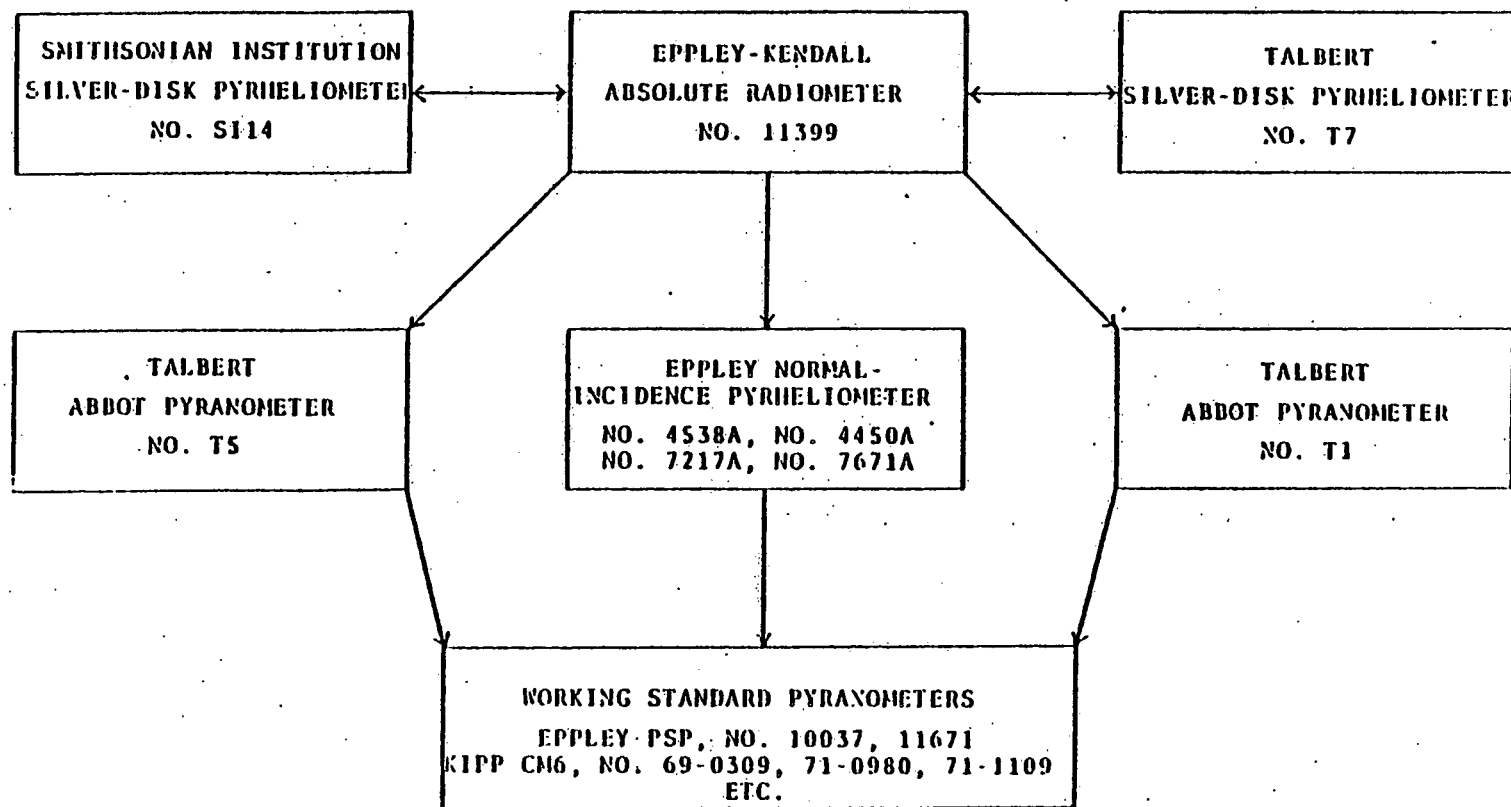 SMITHSONIAN INSTITUTION
SILVER-DISK PYRHELIOMETER
NO. SI14
EPPLEY-KENDALL
ABSOLUTE RADIOMETER
NO. 11399
TALBERT
SILVER-DISK PYRHELIOMETER
NO. T7
TALBERT
ABBOT PYRANOMETER
NO. T5
EPPLEY NORMAL-
INCIDENCE PYRHELIOMETER
NO. 4538A, NO. 4450A
NO. 7217A, NO. 7671A
TALBERT
ABBOT PYRANOMETER
NO. T1
WORKING STANDARD PYRANOMETERS
EPPLEY PSP, NO. 10037, 11671
KIPP CM6, NO. 69-0309, 71-0980, 71-1109
ETC.